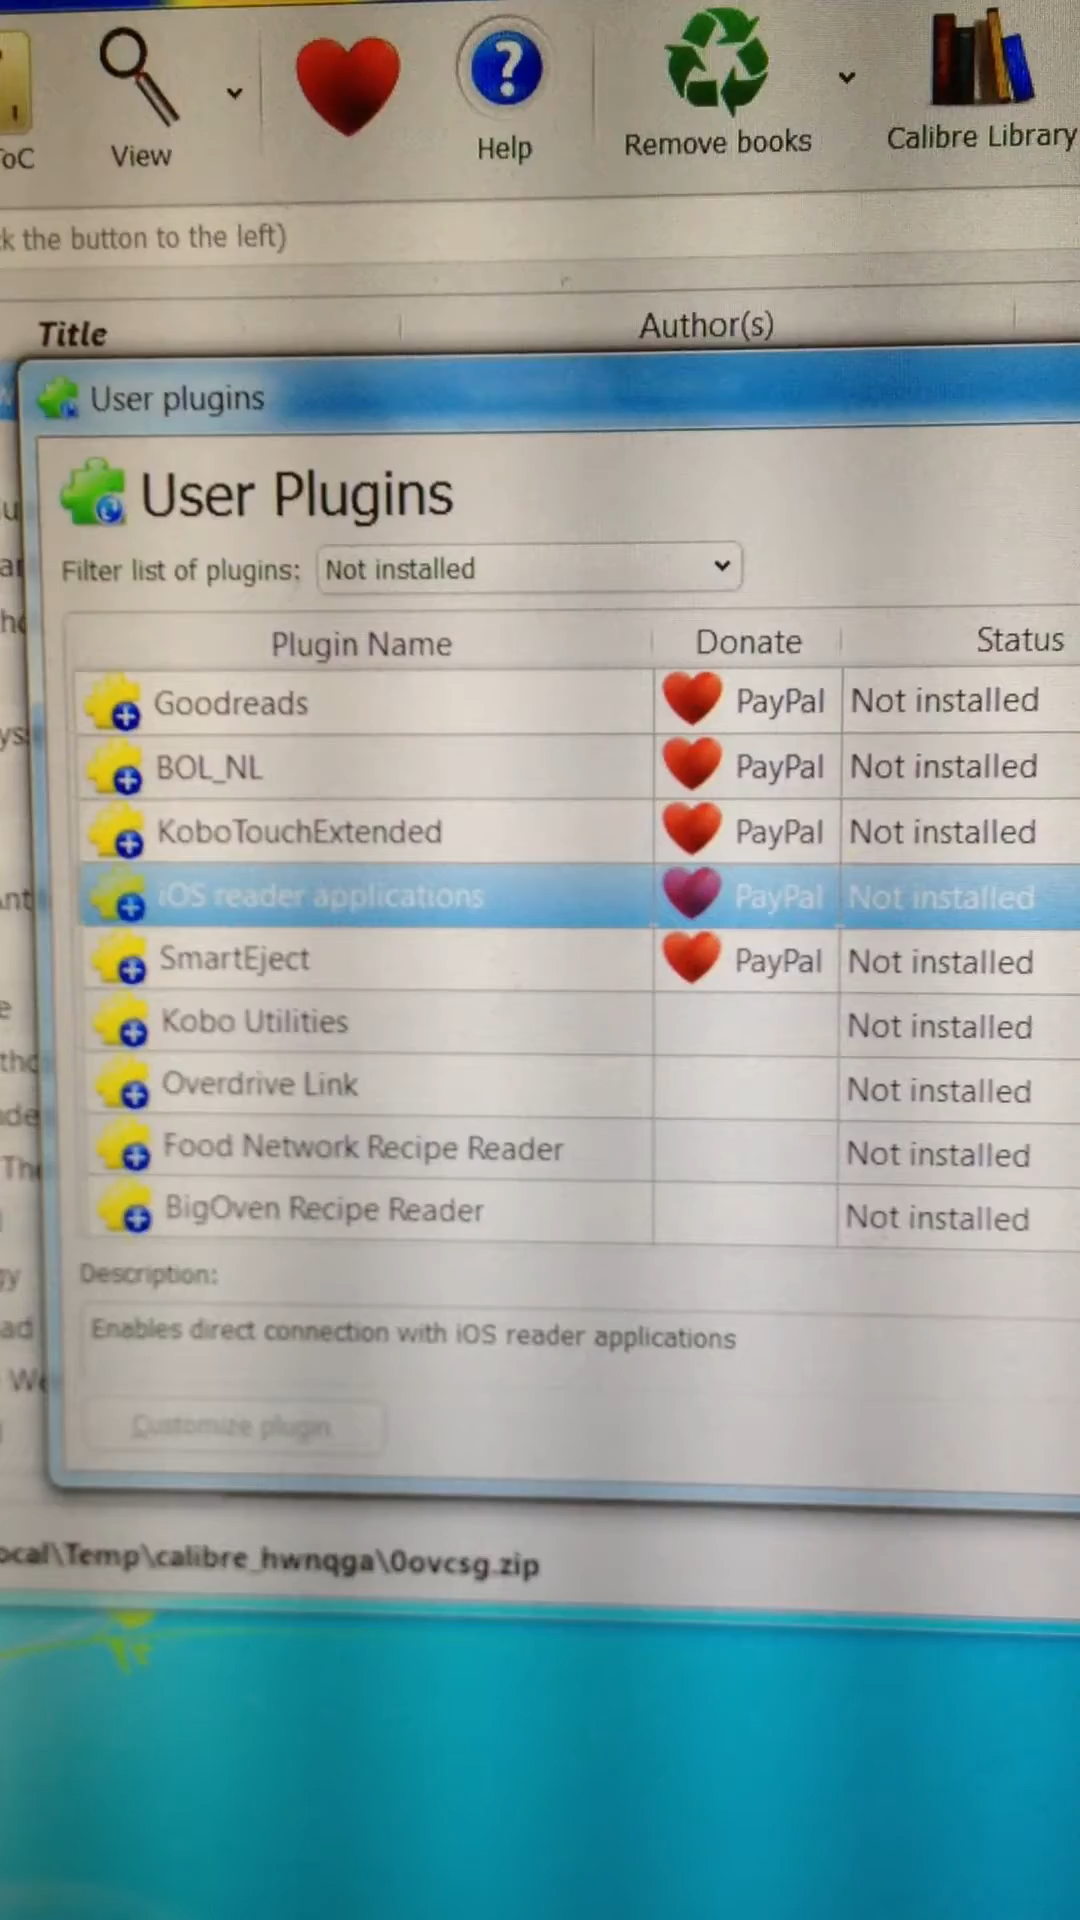 oC
View
Help
Remove books
Calibre Library
k the button to the left)
Title
Author(s)
User plugins
User Plugins
Filter list of plugins: Not installed
Plugin Name Donate Status
Goodreads PayPal Not installed
BOL_NL PayPal Not installed
KoboTouchExtended PayPal Not installed
iOS reader applications PayPal Not installed
SmartEject PayPal Not installed
Kobo Utilities Not installed
Overdrive Link Not installed
Food Network Recipe Reader Not installed
BigOven Recipe Reader Not installed
Description:
Enables direct connection with iOS reader applications
Customize plugin
ocal\Temp\calibre_hwnqga\0ovcsg.zip